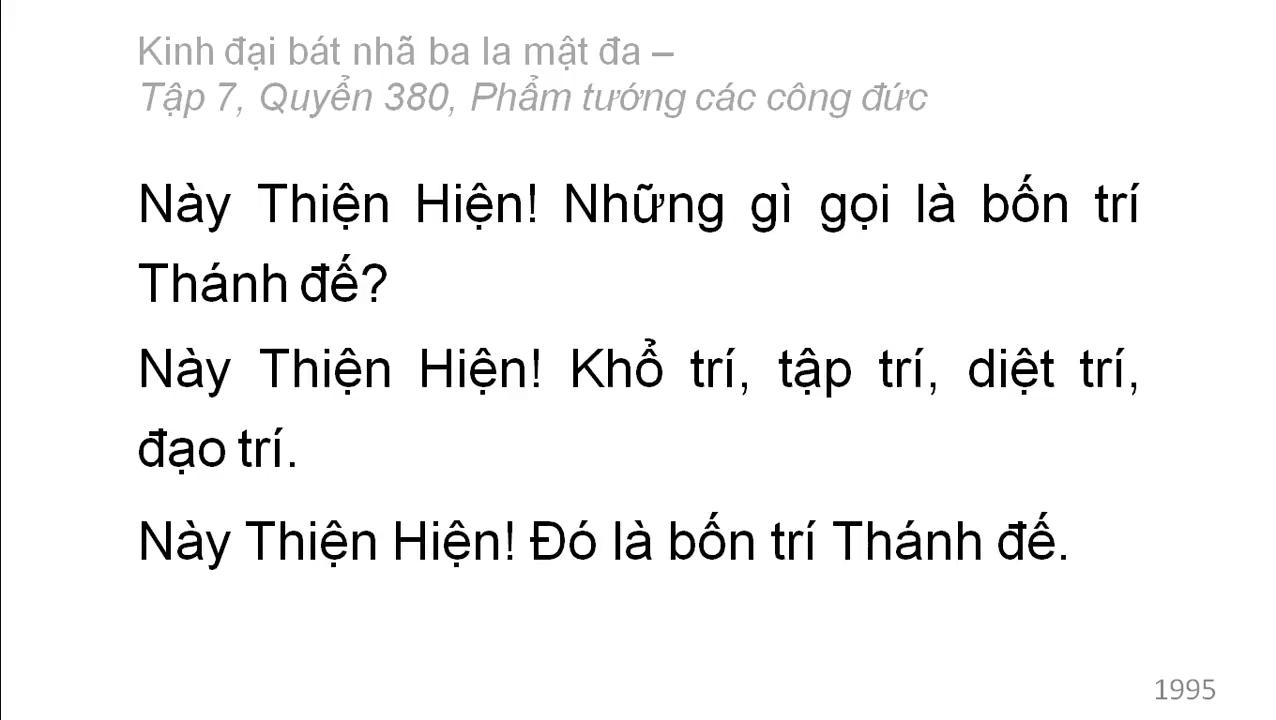 Kinh đại bát nhã ba la mật đa –
Tập 7, Quyển 380, Phẩm tướng các công đức
Này Thiện Hiện! Những gì gọi là bốn trí
Thánh đế?
Này Thiện Hiện! Khổ trí, tập trí, diệt trí,
đạo trí.
Này Thiện Hiện! Đó là bốn trí Thánh đế.
1995